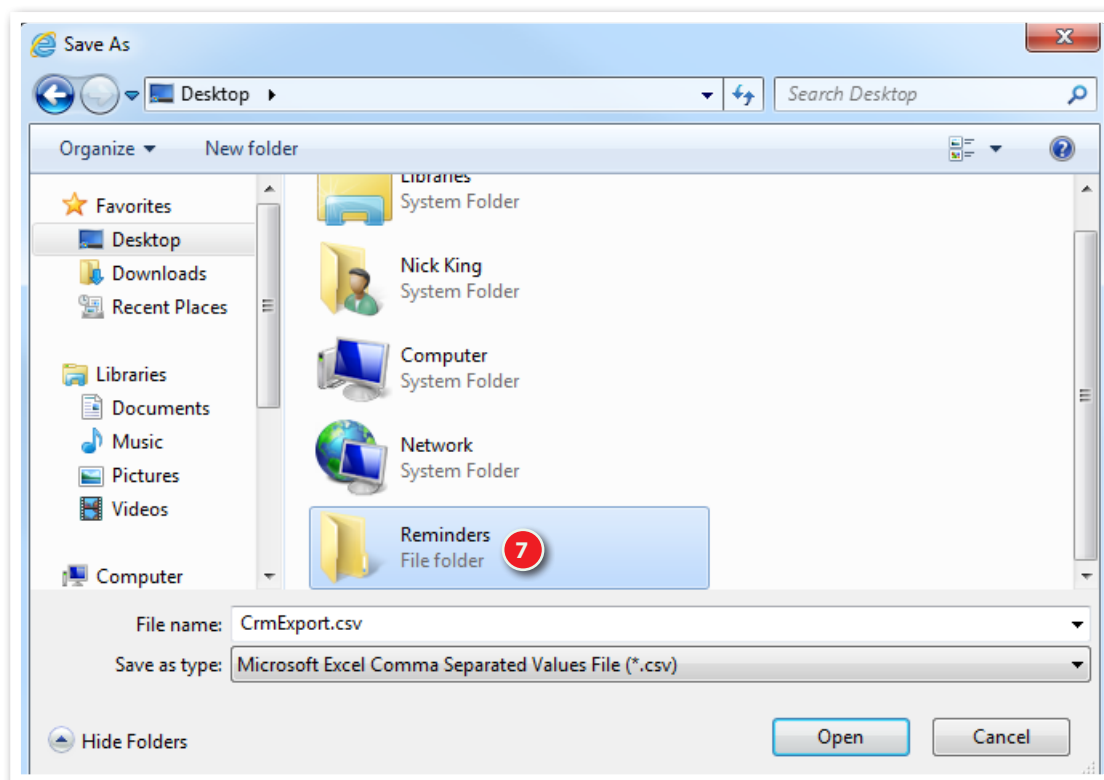 Save As
Desktop
Search Desktop
Organize
New folder
Favorites
Desktop
Downloads
Recent Places
Libraries
Documents
Music
Pictures
Videos
Computer
Libraries
System Folder
Nick King
System Folder
Computer
System Folder
Network
System Folder
Reminders
File folder
7
File name: CrmExport.csv
Save as type: Microsoft Excel Comma Separated Values File (*.csv)
Hide Folders
Open
Cancel